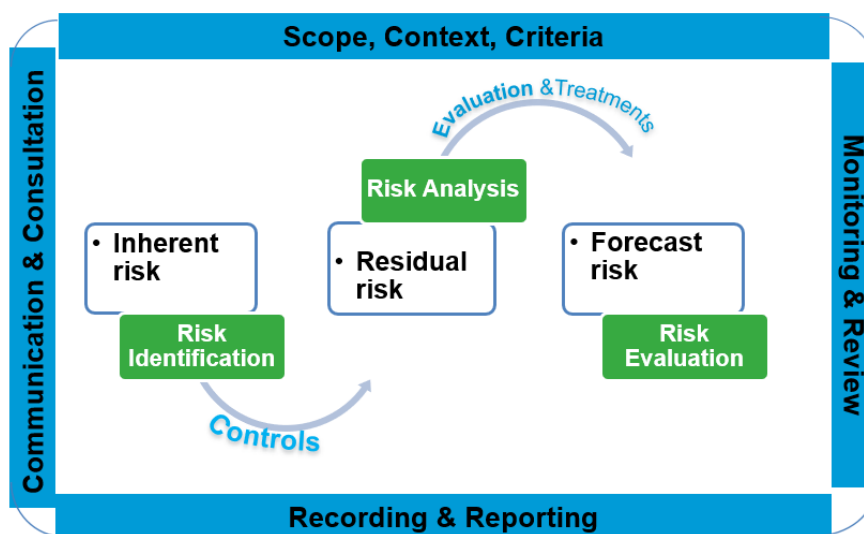 Scope, Context, Criteria
Communication & Consultation
Evaluation &Treatments
Risk Analysis
• Inherent
risk
• Residual
risk
• Forecast
risk
Risk
Identification
Risk
Evaluation
Controls
Monitoring & Review
Recording & Reporting